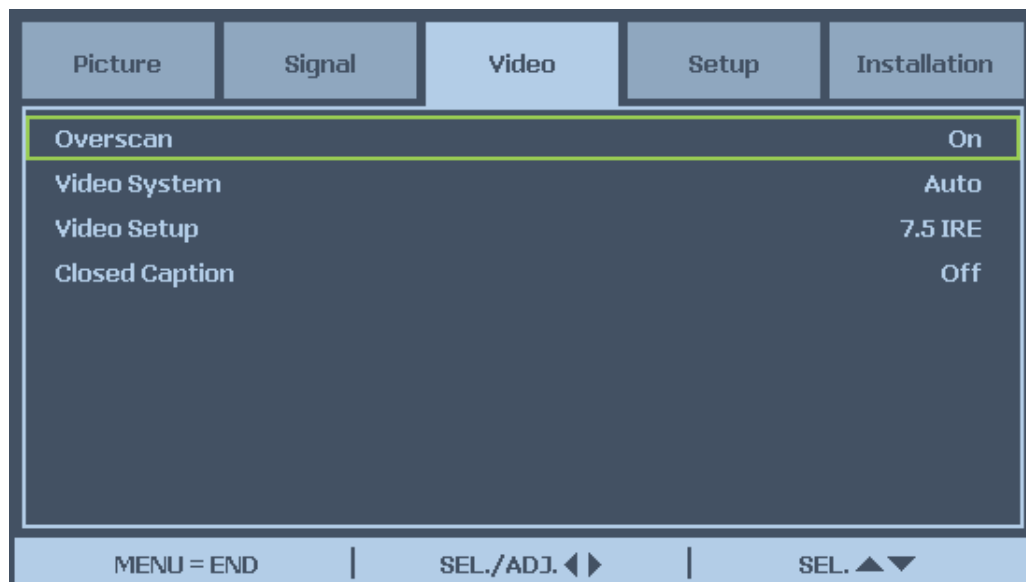 Picture Signal Video Setup Installation
Overscan On
Video System Auto
Video Setup 7.5 IRE
Closed Caption Off
MENU = END | SEL./ADJ. ◀ ▶ | SEL. ▲▼